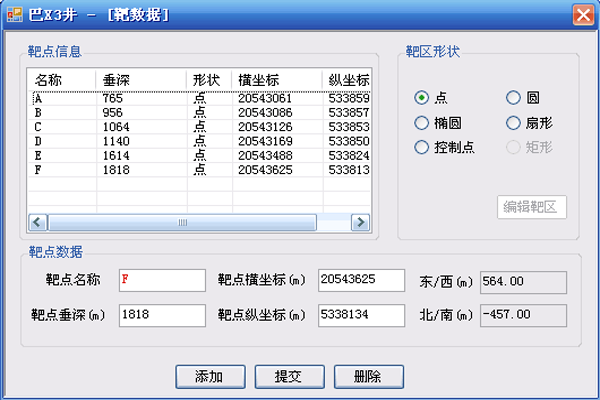 巴X3井 - [靶数据]
靶点信息
名称 垂深 形状 横坐标 纵坐标
A 765 点 20543061 533859
B 956 点 20543086 533857
C 1064 点 20543126 533853
D 1140 点 20543169 533850
E 1614 点 20543488 533824
F 1818 点 20543625 533813
靶区形状
点 圆
椭圆 扇形
控制点 矩形
编辑靶区
靶点数据
靶点名称 F 靶点横坐标(m) 20543625 东/西(m) 564.00
靶点垂深(m) 1818 靶点纵坐标(m) 5338134 北/南(m) -457.00
添加 提交 删除